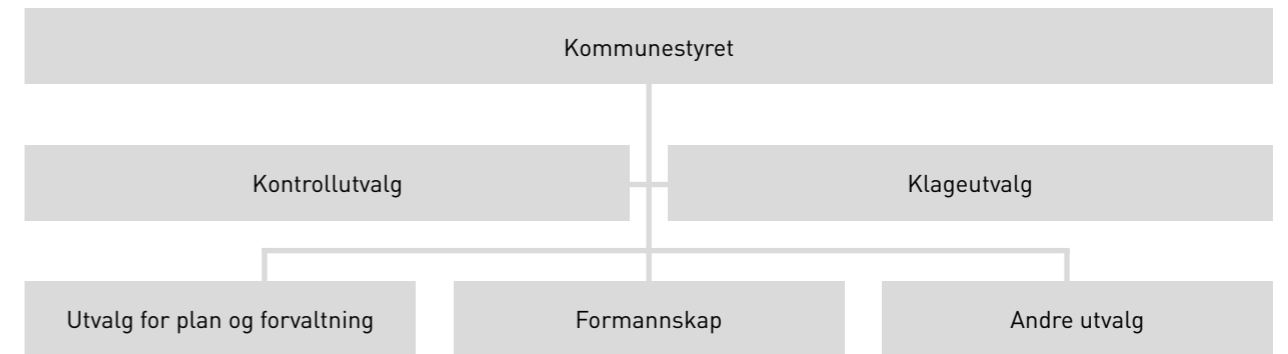 Kommunestyret
Kontrollutvalg
Klageutvalg
Utvalg for plan og forvaltning
Formannskap
Andre utvalg